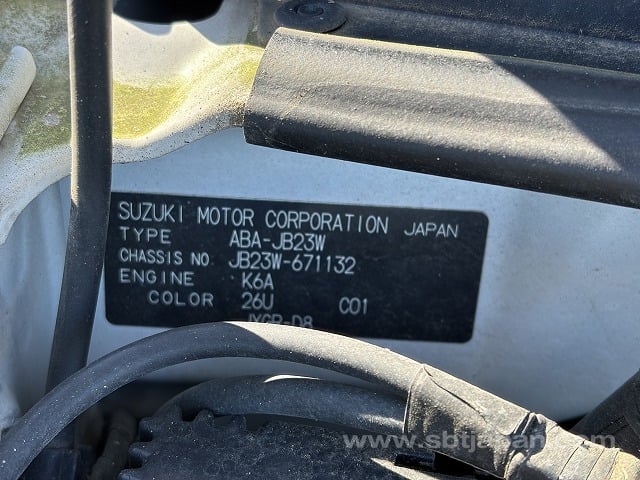 SUZUKI MOTOR CORPORATION JAPAN
TYPE ABA-JB23W
CHASSIS NO. JB23W-671132
ENGINE K6A
COLOR 26U C01
www.sbtjapan.com